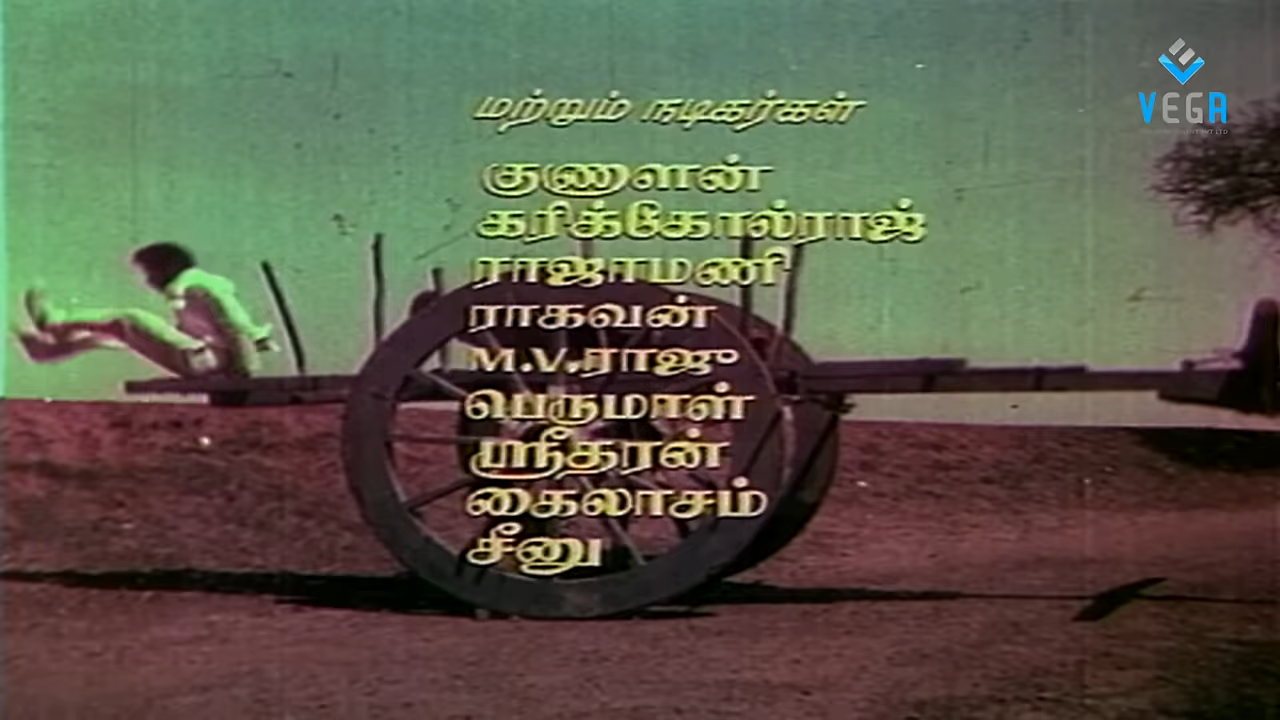 மற்றும் நடிகர்கள்
குணாளன்
கரிக்கோல்ராஜ்
ராஜாமணி
ராகவன்
M.V.ராஜு
பெருமாள்
ஸ்ரீதரன்
கைலாசம்
சீனு
VEGA